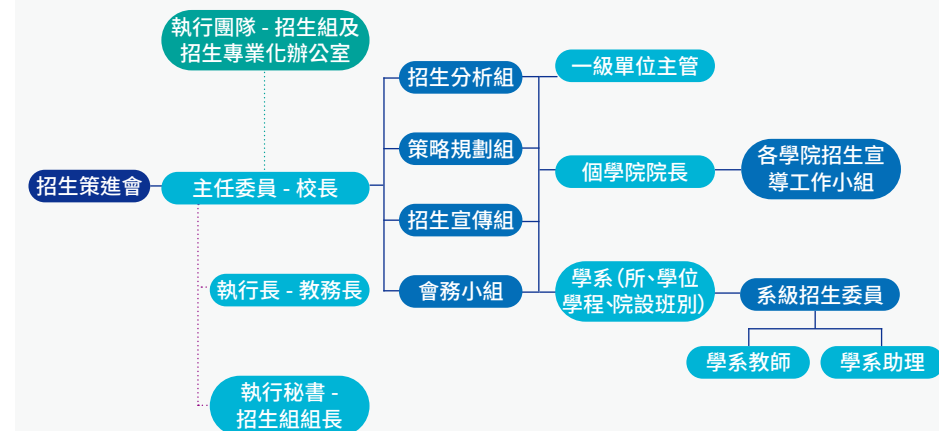 執行團隊 - 招生組及
招生專業化辦公室
招生策進會
主任委員 - 校長
執行長 - 教務長
執行秘書 -
招生組組長
招生分析組
策略規劃組
招生宣傳組
會務小組
一級單位主管
個學院院長
學系（所、學位
學程、院設班別）
各學院招生宣
導工作小組
系級招生委員
學系教師
學系助理